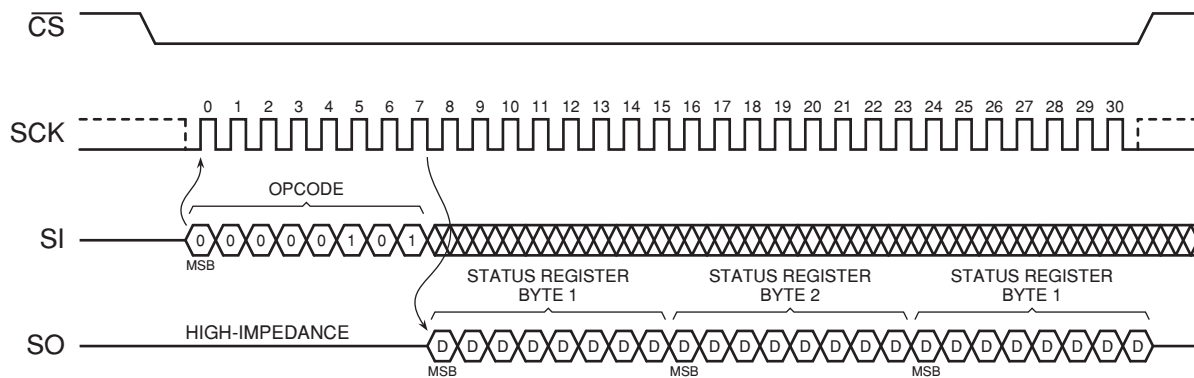 CS
0 1 2 3 4 5 6 7 8 9 10 11 12 13 14 15 16 17 18 19 20 21 22 23 24 25 26 27 28 29 30
SCK
OPCODE
SI
0 0 0 0 0 1 0 1
MSB
STATUS REGISTER
BYTE 1
STATUS REGISTER
BYTE 2
STATUS REGISTER
BYTE 1
HIGH-IMPEDANCE
SO
D D D D D D D D D D D D D D D D D D D D D D D D
MSB MSB MSB